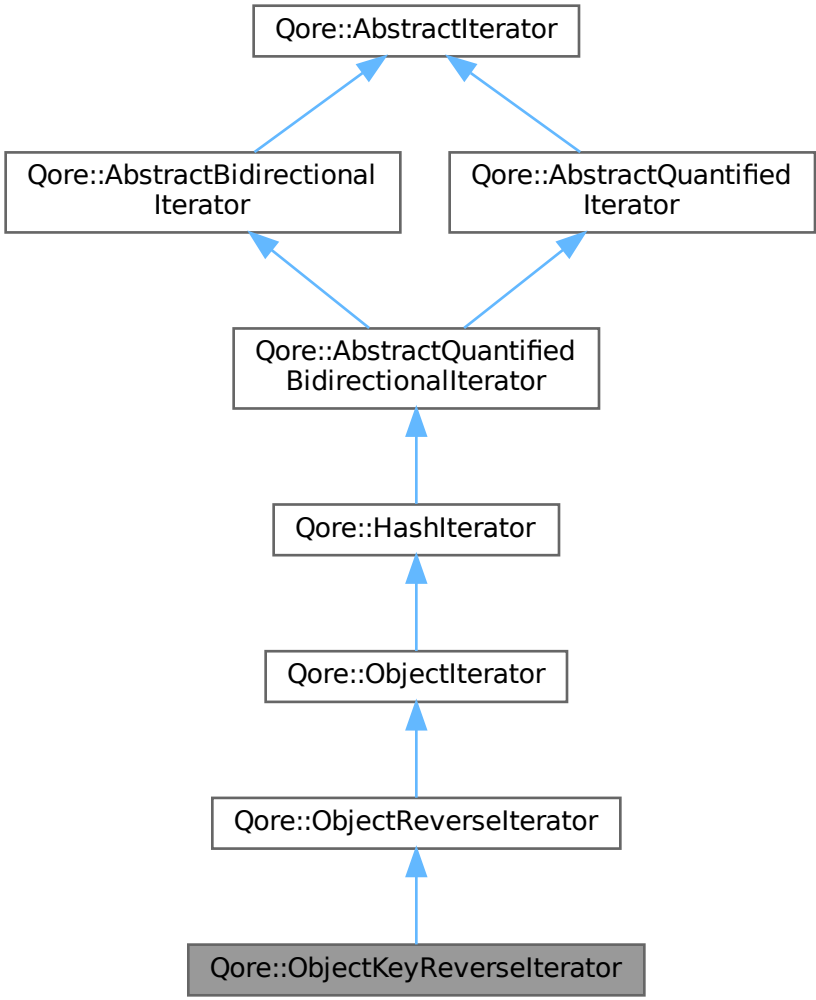 Qore::AbstractIterator
Qore::AbstractBidirectional
Iterator
Qore::AbstractQuantified
Iterator
Qore::AbstractQuantified
BidirectionalIterator
Qore::HashIterator
Qore::ObjectIterator
Qore::ObjectReverseIterator
Qore::ObjectKeyReverseIterator